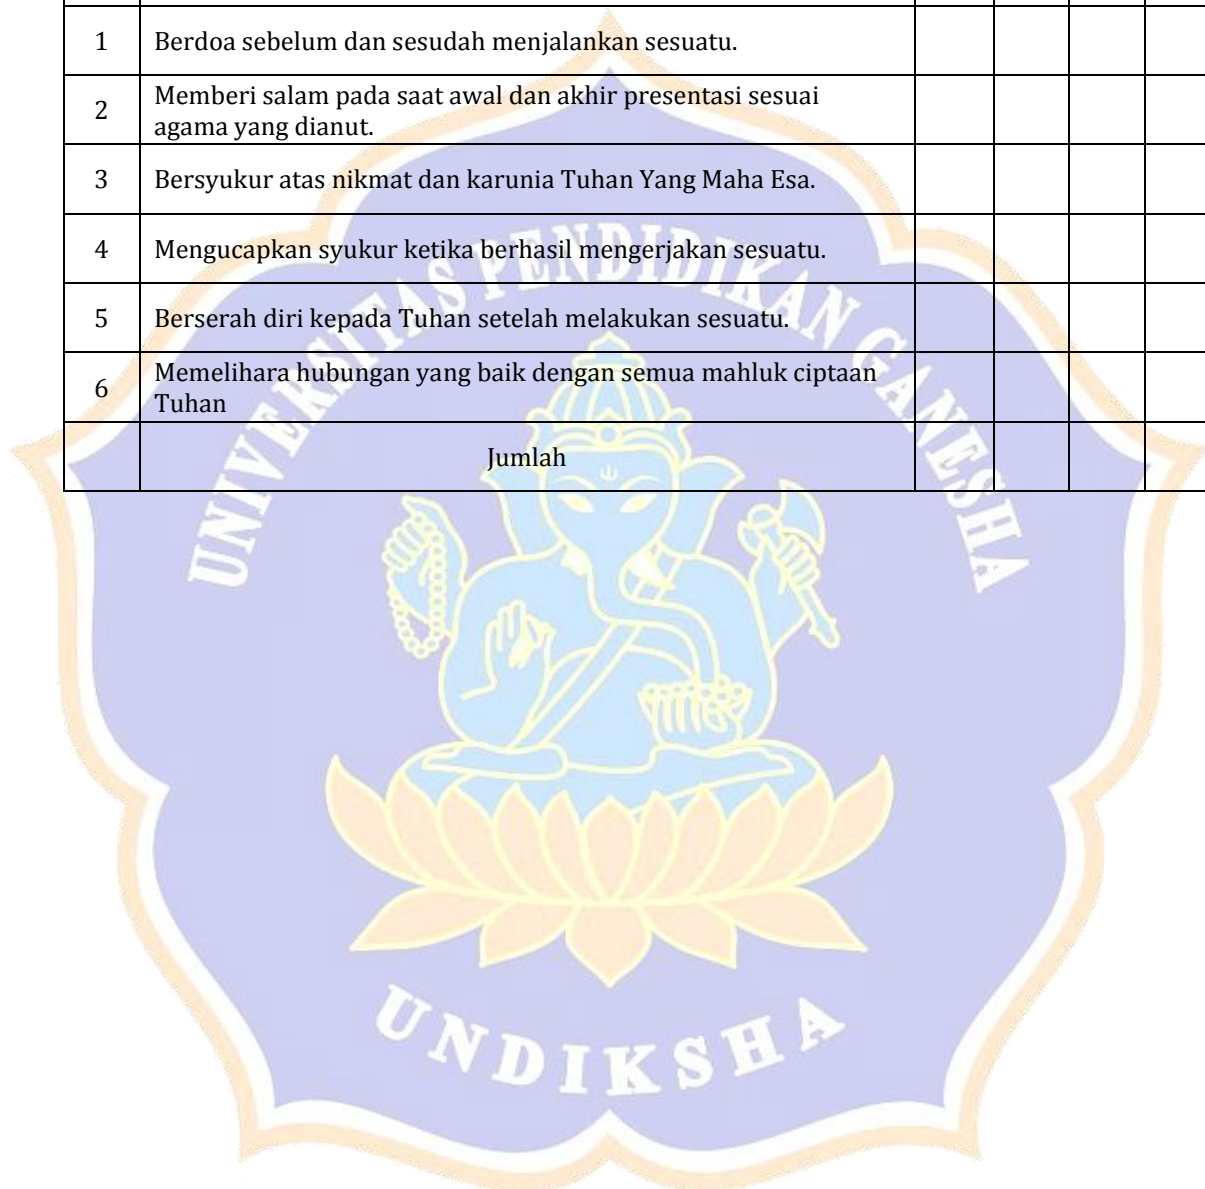 1 Berdoa sebelum dan sesudah menjalankan sesuatu.
2 Memberi salam pada saat awal dan akhir presentasi sesuai
agama yang dianut.
3 Bersyukur atas nikmat dan karunia Tuhan Yang Maha Esa.
4 Mengucapkan syukur ketika berhasil mengerjakan sesuatu.
5 Berserah diri kepada Tuhan setelah melakukan sesuatu.
6 Memelihara hubungan yang baik dengan semua mahluk ciptaan
Tuhan
Jumlah
UNIVERSITAS PENDIDIKAN GANESHA
UNDIKSHA